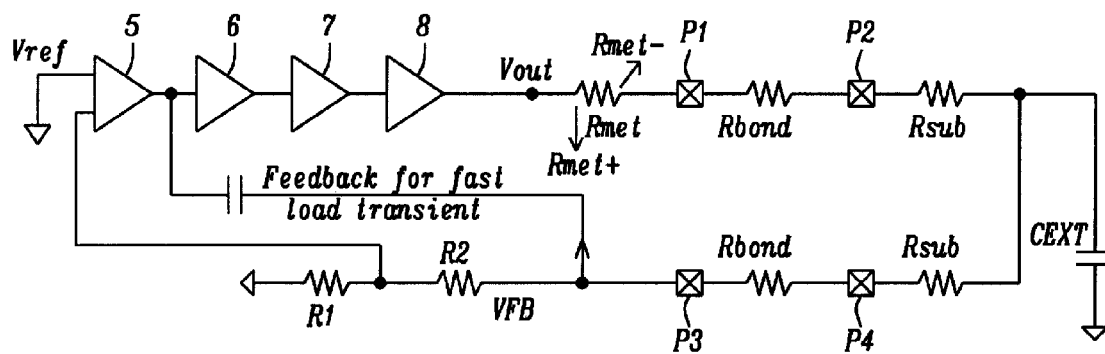 5
6
7
8
Vref
Vout
Rmet-
P1
P2
Rmet
Rmet+
Rbond
Rsub
Feedback for fast
load transient
CEXT
R2
Rbond
Rsub
R1
VFB
P3
P4